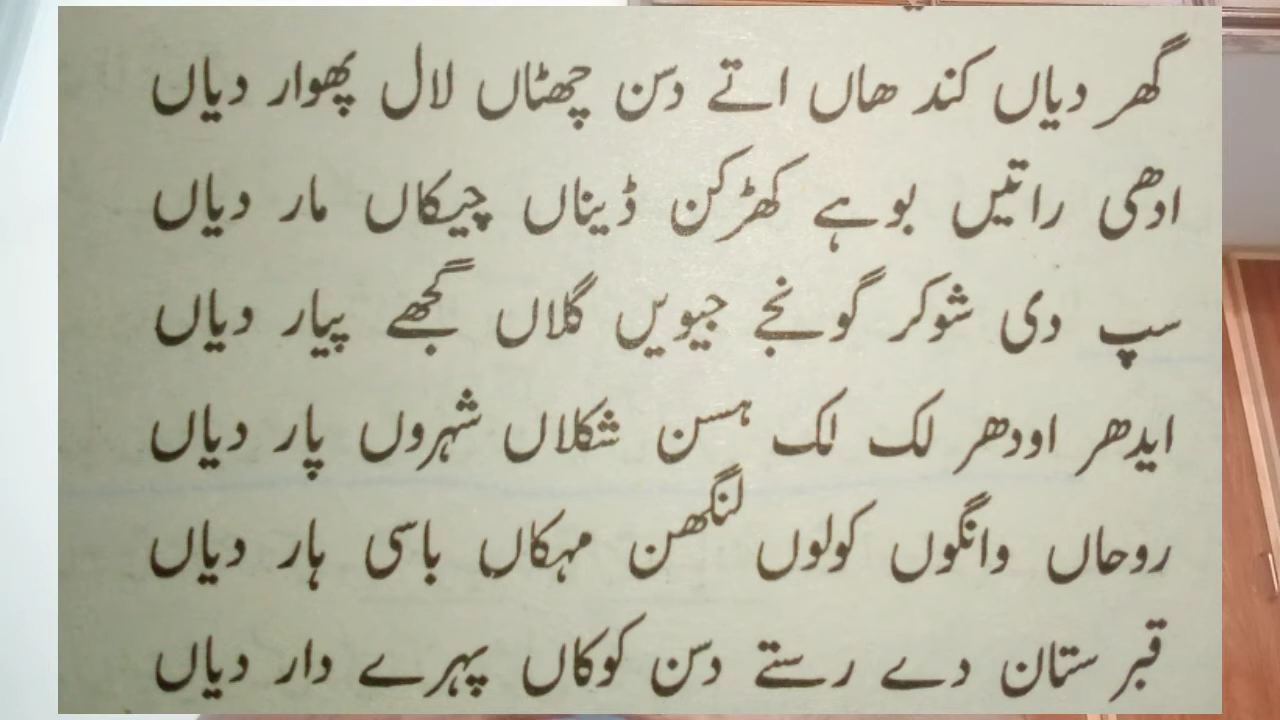 گھر دیاں کندھاں اتے دسن چھٹاں لال پھوار دیاں
ادھی راتیں بوہے کھڑکن ڈیناں چیکاں مار دیاں
سپ دی شوکر گونجے جیویں گلاں گجھے پیار دیاں
ایدھر اودھر لک لک ہسن شکلاں شہروں پار دیاں
روحاں وانگوں کولوں لنگھن مہکاں باسی ہار دیاں
قبرستان دے رستے دسن کوکاں پہرے دار دیاں